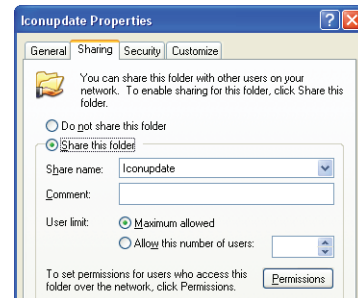 Iconupdate Properties
General Sharing Security Customize
You can share this folder with other users on your
network. To enable sharing for this folder, click Share this
folder.
Do not share this folder
Share this folder
Share name: Iconupdate
Comment:
User limit: Maximum allowed
Allow this number of users:
To set permissions for users who access this
folder over the network, click Permissions.
Permissions